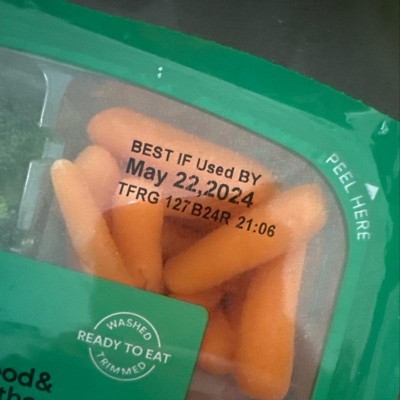 BEST IF Used BY
May 22,2024
TFRG 127B24R 21:06
PEEL HERE
WASHED
READY TO EAT
TRIMMED